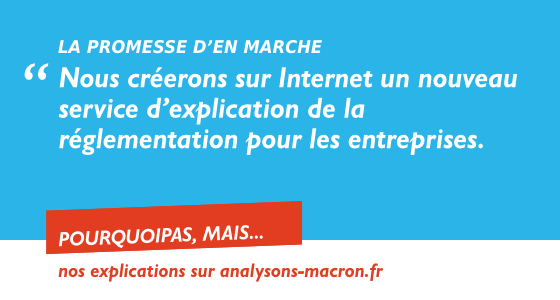 LA PROMESSE D’EN MARCHE
“ Nous créerons sur Internet un nouveau
service d’explication de la
réglementation pour les entreprises.
POURQUOIPAS, MAIS...
nos explications sur analysons-macron.fr